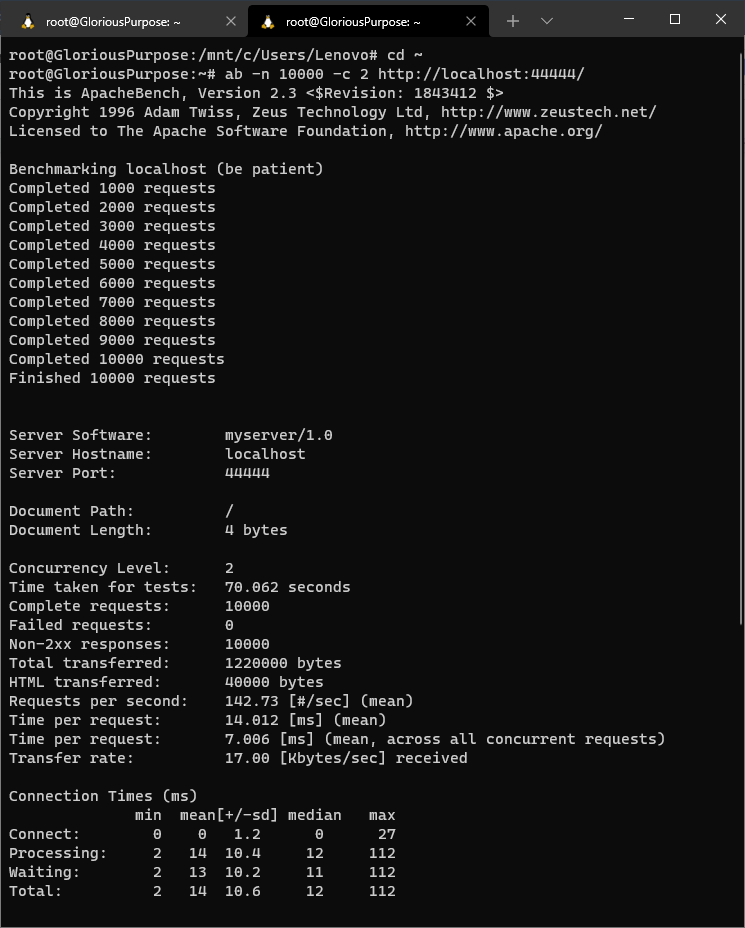 root@GloriousPurpose: ~
root@GloriousPurpose: ~
root@GloriousPurpose:/mnt/c/Users/Lenovo# cd ~
root@GloriousPurpose:~# ab -n 10000 -c 2 http://localhost:44444/
This is ApacheBench, Version 2.3 <$Revision: 1843412 $>
Copyright 1996 Adam Twiss, Zeus Technology Ltd, http://www.zeustech.net/
Licensed to The Apache Software Foundation, http://www.apache.org/

Benchmarking localhost (be patient)
Completed 1000 requests
Completed 2000 requests
Completed 3000 requests
Completed 4000 requests
Completed 5000 requests
Completed 6000 requests
Completed 7000 requests
Completed 8000 requests
Completed 9000 requests
Completed 10000 requests
Finished 10000 requests


Server Software:        myserver/1.0
Server Hostname:        localhost
Server Port:            44444

Document Path:          /
Document Length:        4 bytes

Concurrency Level:      2
Time taken for tests:   70.062 seconds
Complete requests:      10000
Failed requests:        0
Non-2xx responses:      10000
Total transferred:      1220000 bytes
HTML transferred:       40000 bytes
Requests per second:    142.73 [#/sec] (mean)
Time per request:       14.012 [ms] (mean)
Time per request:       7.006 [ms] (mean, across all concurrent requests)
Transfer rate:          17.00 [Kbytes/sec] received

Connection Times (ms)
              min  mean[+/-sd] median   max
Connect:        0    0   1.2      0      27
Processing:     2   14  10.4     12     112
Waiting:        2   13  10.2     11     112
Total:          2   14  10.6     12     112